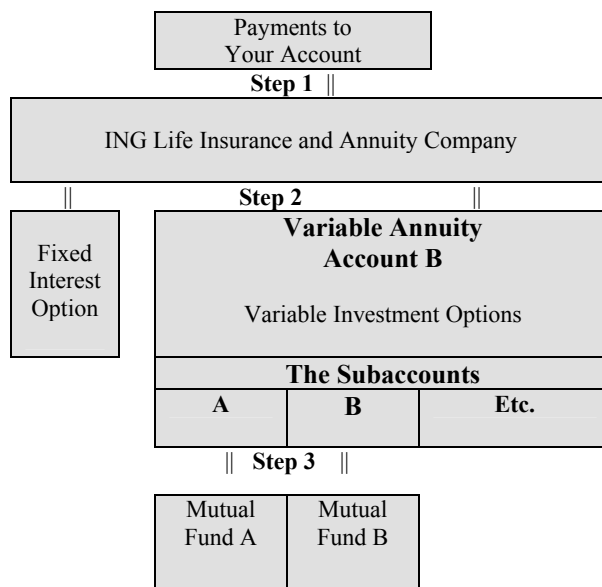 Payments to
Your Account
Step 1 ||
ING Life Insurance and Annuity Company
|| Step 2 ||
Fixed
Interest
Option
Variable Annuity
Account B
Variable Investment Options
The Subaccounts
A B Etc.
|| Step 3 ||
Mutual
Fund A
Mutual
Fund B